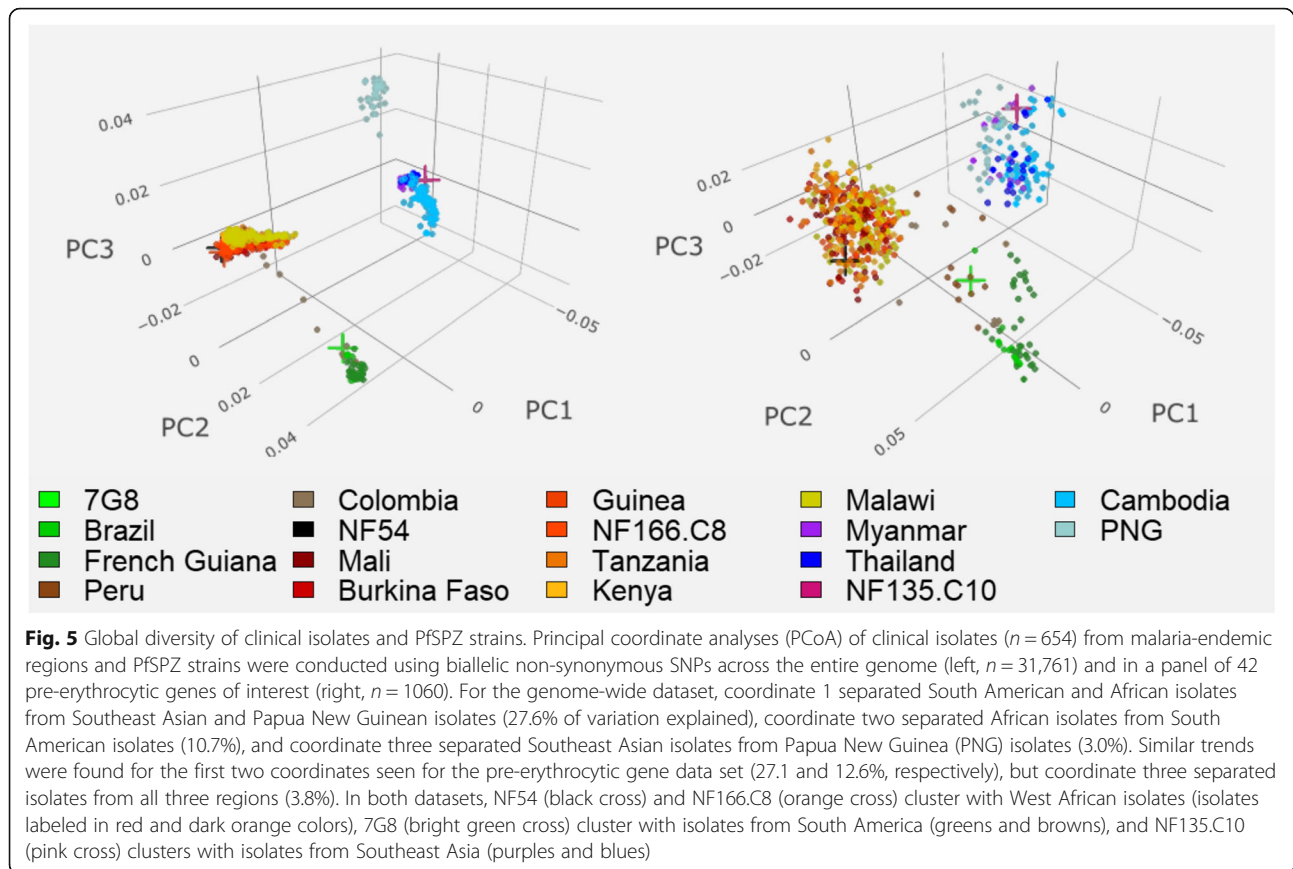 0.04
0.02
PC3
0
−0.02
0
PC2
0.02
0.04
0
PC1
−0.05
0.02
PC3
0
−0.02
0
PC2
0.05
0
PC1
−0.05
7G8
Brazil
French Guiana
Peru
Colombia
NF54
Mali
Burkina Faso
Guinea
NF166.C8
Tanzania
Kenya
Malawi
Myanmar
Thailand
NF135.C10
Cambodia
PNG
Fig. 5 Global diversity of clinical isolates and PfSPZ strains. Principal coordinate analyses (PCoA) of clinical isolates (n = 654) from malaria-endemic
regions and PfSPZ strains were conducted using biallelic non-synonymous SNPs across the entire genome (left, n = 31,761) and in a panel of 42
pre-erythrocytic genes of interest (right, n = 1060). For the genome-wide dataset, coordinate 1 separated South American and African isolates
from Southeast Asian and Papua New Guinean isolates (27.6% of variation explained), coordinate two separated African isolates from South
American isolates (10.7%), and coordinate three separated Southeast Asian isolates from Papua New Guinea (PNG) isolates (3.0%). Similar trends
were found for the first two coordinates seen for the pre-erythrocytic gene data set (27.1 and 12.6%, respectively), but coordinate three separated
isolates from all three regions (3.8%). In both datasets, NF54 (black cross) and NF166.C8 (orange cross) cluster with West African isolates (isolates
labeled in red and dark orange colors), 7G8 (bright green cross) cluster with isolates from South America (greens and browns), and NF135.C10
(pink cross) clusters with isolates from Southeast Asia (purples and blues)